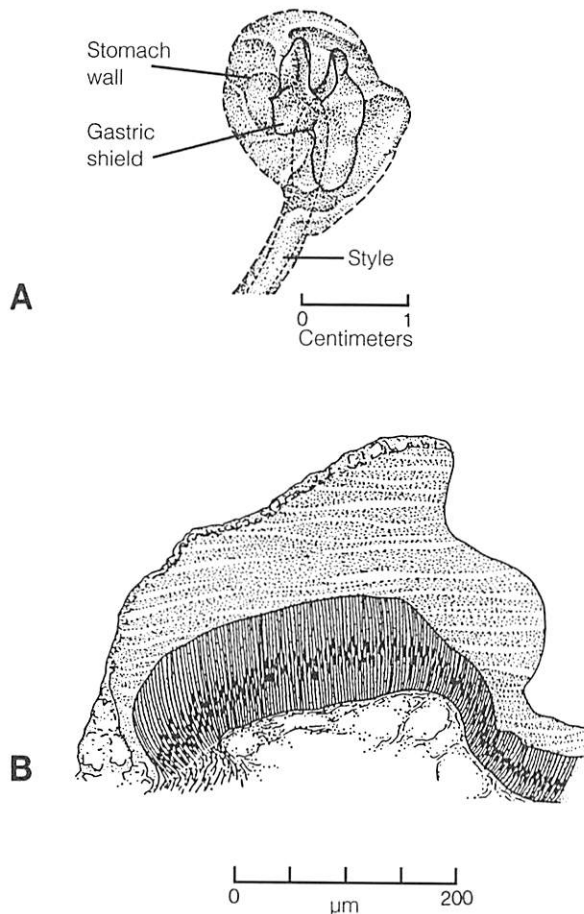 Stomach
wall
Gastric
shield
Style
A
0 1
Centimeters
B
0 200
μm